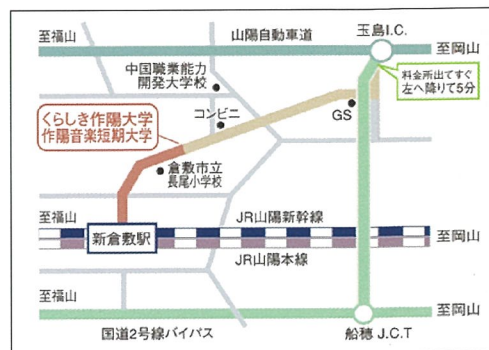 玉島I.C.
至福山
山陽自動車道
至岡山
中国職業能力
開発大学校
料金所出てすぐ
左へ降りて5分
コンビニ
GS
くらしき作陽大学
作陽音楽短期大学
倉敷市立
長尾小学校
至福山
JR山陽新幹線
至岡山
新倉敷駅
JR山陽本線
至福山
至岡山
国道2号線バイパス
船穂 J.C.T